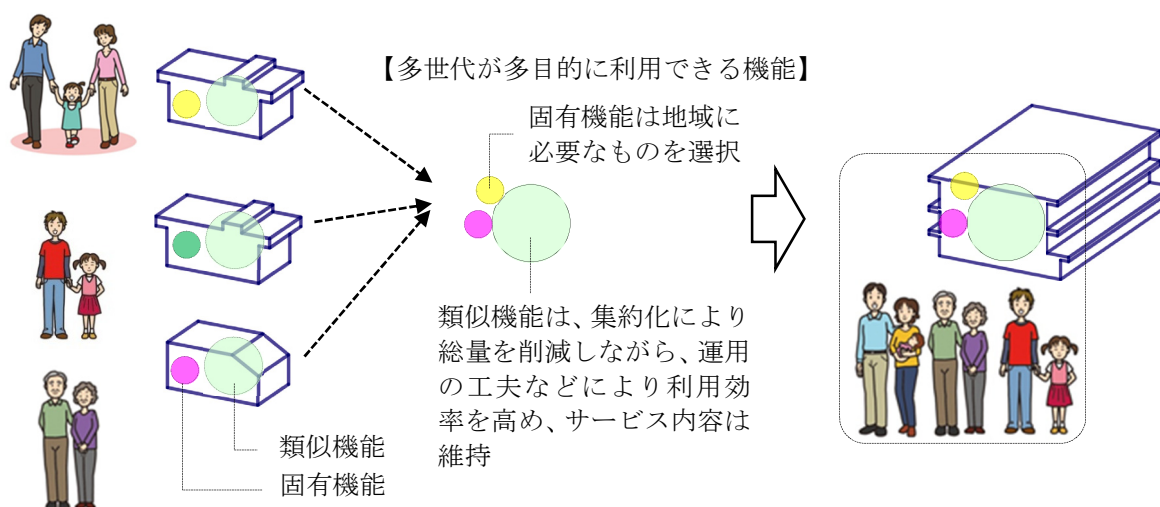 【多世代が多目的に利用できる機能】
固有機能は地域に
必要なものを選択
類似機能は、集約化により
総量を削減しながら、運用
の工夫などにより利用効
率を高め、サービス内容は
維持
類似機能
固有機能